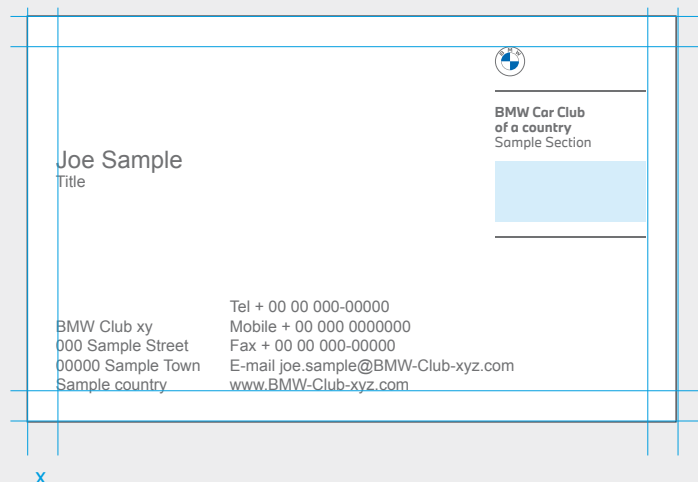 BMW
BMW Car Club
of a country
Sample Section
Joe Sample
Title
BMW Club xy
000 Sample Street
00000 Sample Town
Sample country
Tel + 00 00 000-00000
Mobile + 00 000 0000000
Fax + 00 00 000-00000
E-mail joe.sample@BMW-Club-xyz.com
www.BMW-Club-xyz.com
x